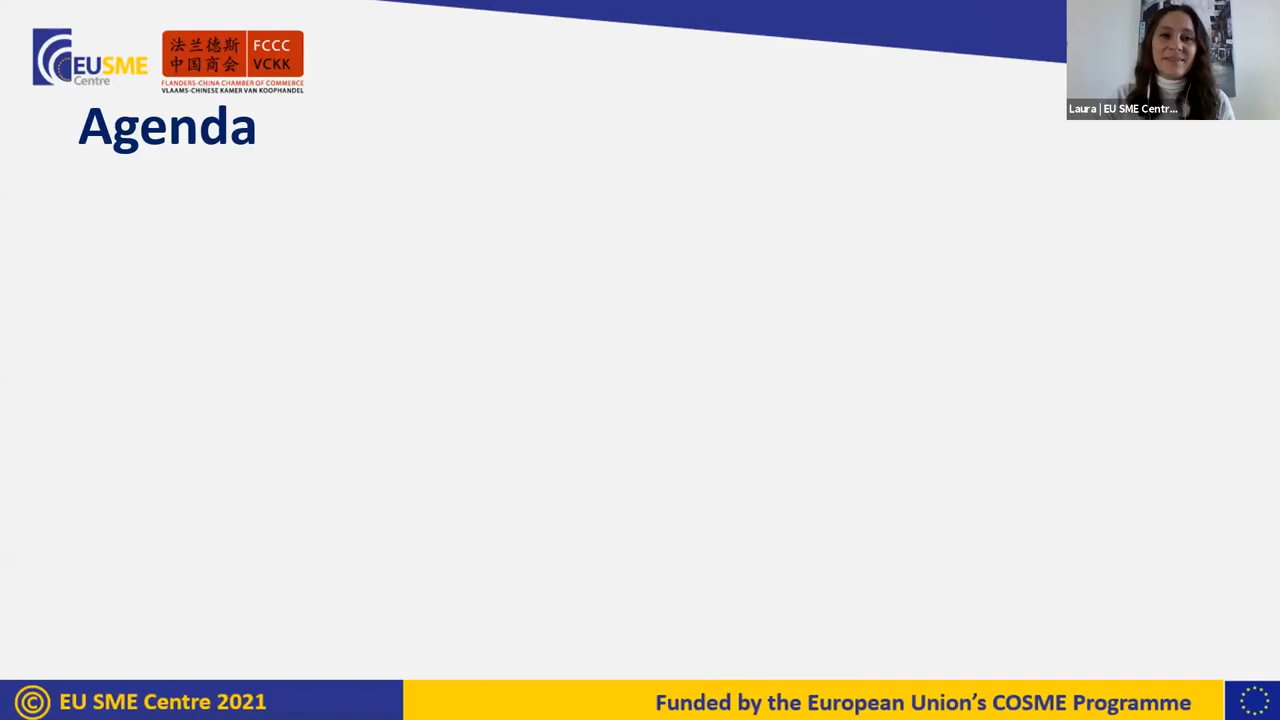 EUSME
Centre
法兰德斯
中国商会
FCCC
VCKK
FLANDERS-CHINA CHAMBER OF COMMERCE
VLAAMS-CHINESE KAMER VAN KOOPHANDEL
Laura | EU SME Centr...
Agenda
© EU SME Centre 2021
Funded by the European Union's COSME Programme